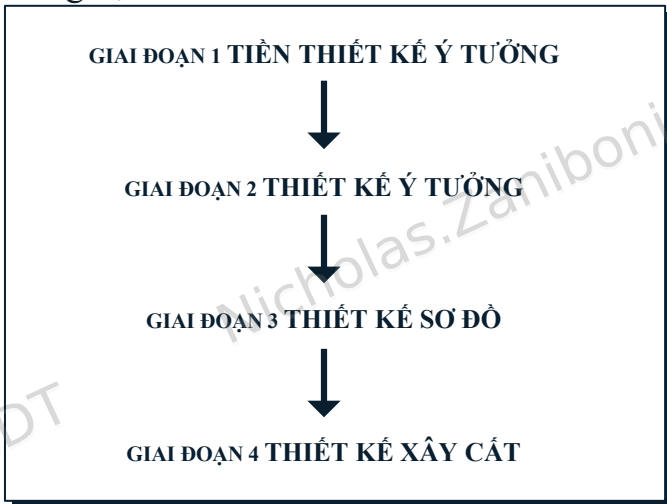 GIAI ĐOẠN 1 TIỀN THIẾT KẾ Ý TƯỞNG
GIAI ĐOẠN 2 THIẾT KẾ Ý TƯỞNG
Nicholas.Zaniboni
GIAI ĐOẠN 3 THIẾT KẾ SƠ ĐỒ
DT
GIAI ĐOẠN 4 THIẾT KẾ XÂY CẤT